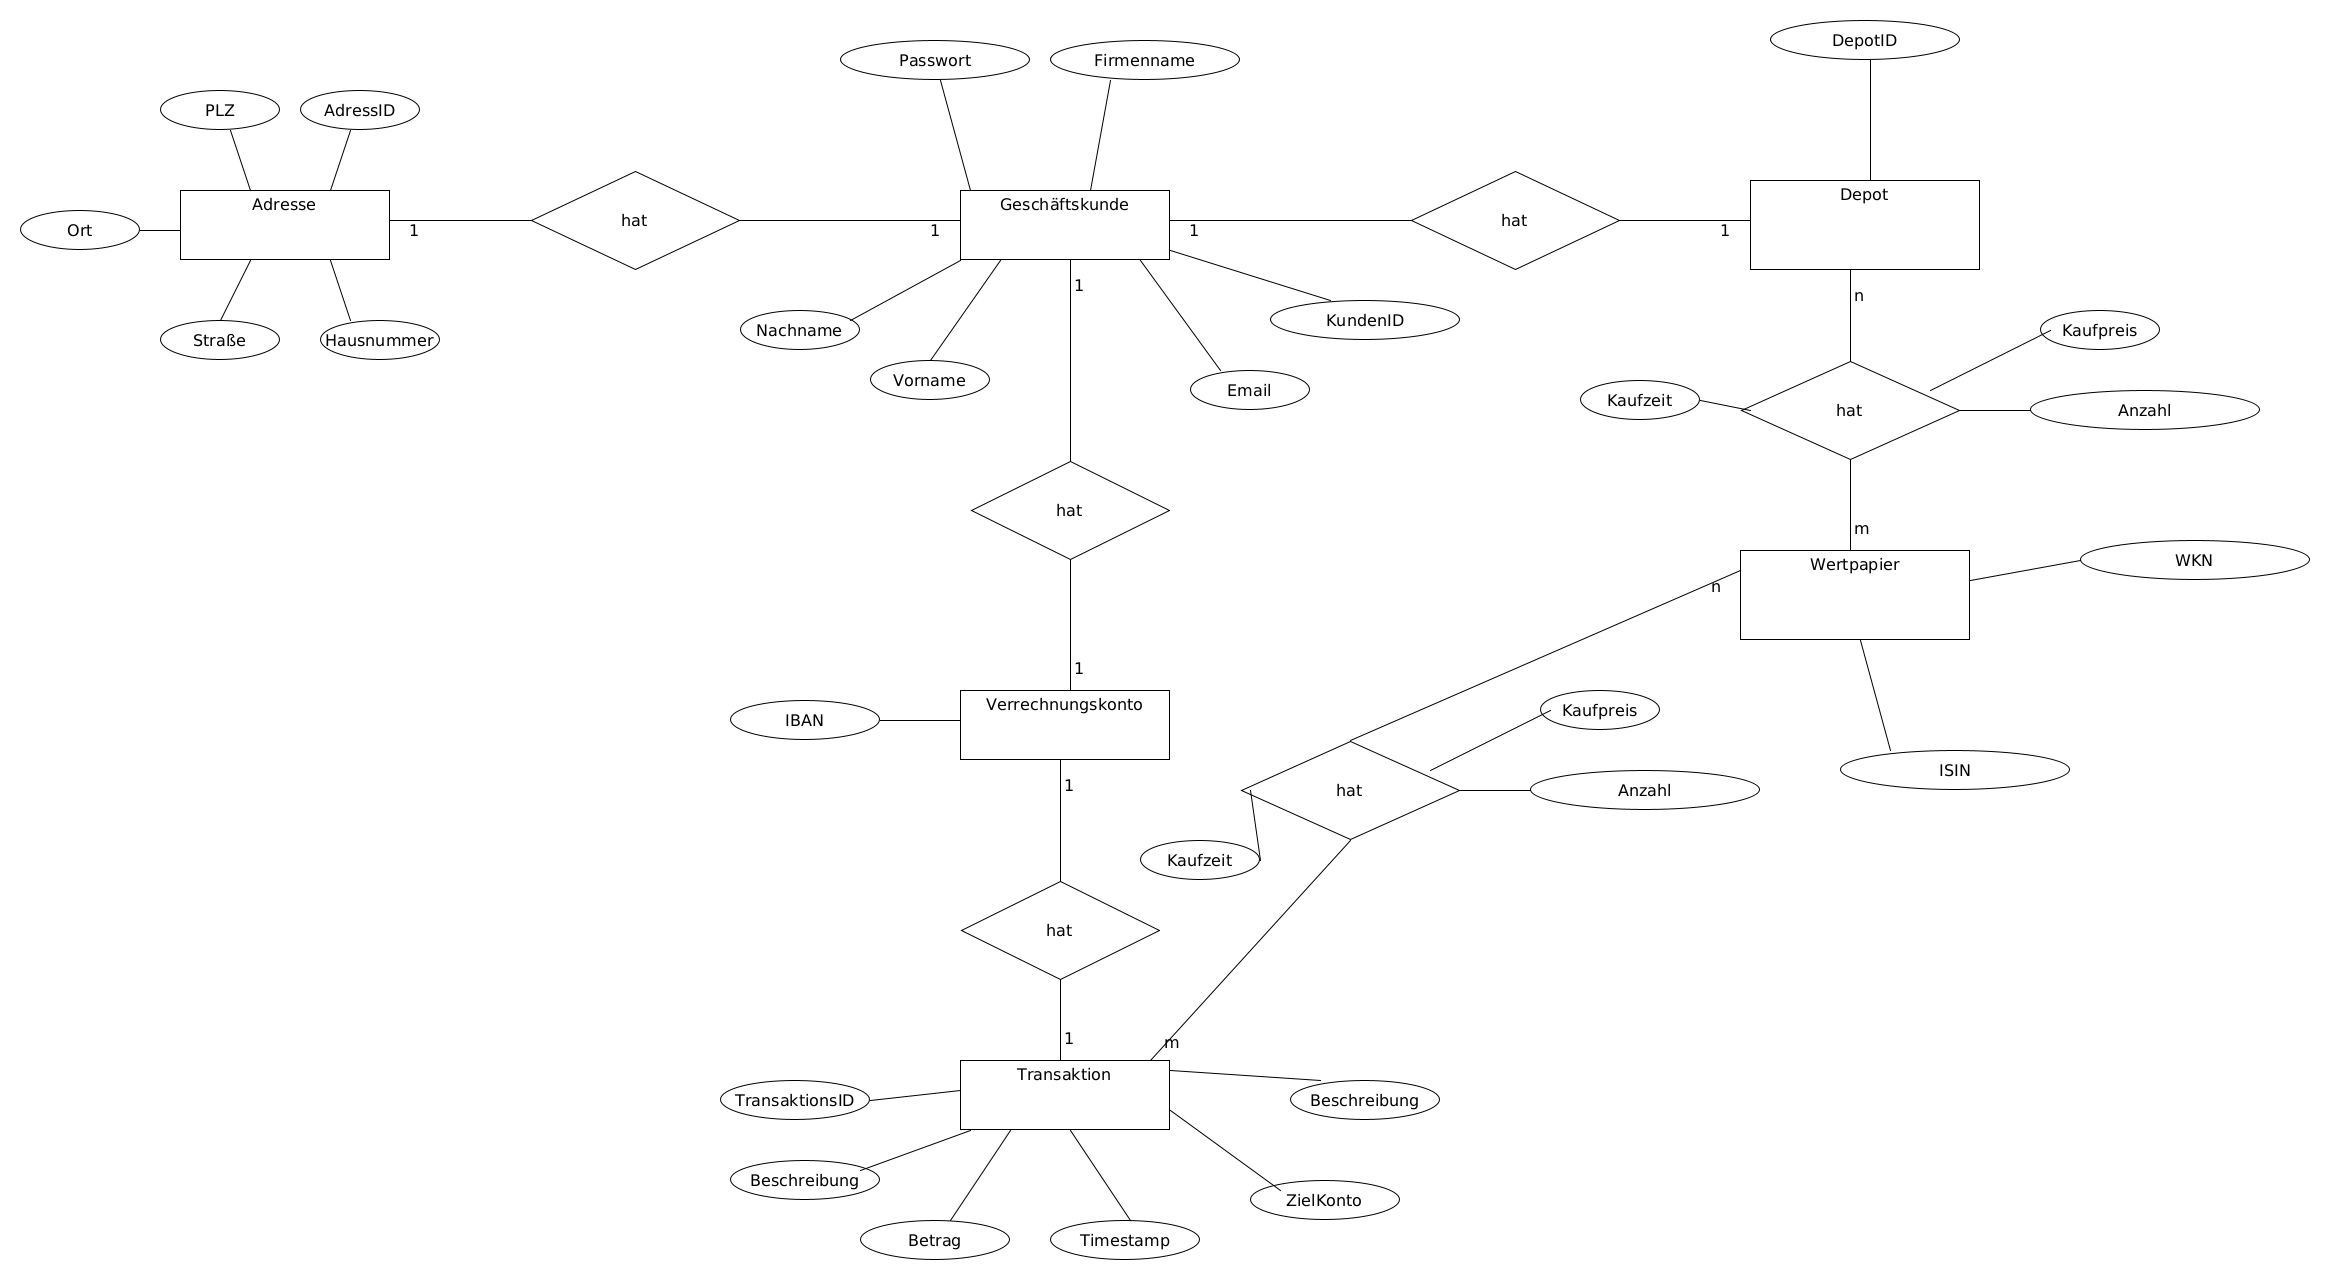 DepotID
Passwort
Firmenname
PLZ
AdressID
Adresse
Geschäftskunde
Depot
hat
hat
Ort
1
1
1
1
1
n
Nachname
KundenID
Kaufpreis
Straße
Hausnummer
Vorname
Email
Kaufzeit
hat
Anzahl
hat
m
Wertpapier
WKN
n
1
Verrechnungskonto
IBAN
Kaufpreis
ISIN
1
hat
Anzahl
Kaufzeit
hat
1
m
Transaktion
TransaktionsID
Beschreibung
Beschreibung
ZielKonto
Betrag
Timestamp